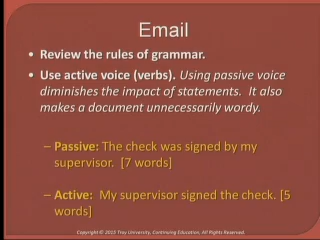 Email
• Review the rules of grammar.
• Use active voice (verbs). Using passive voice
diminishes the impact of statements. It also
makes a document unnecessarily wordy.
– Passive: The check was signed by my
supervisor. [7 words]
– Active: My supervisor signed the check. [5
words]
Copyright © 2015 Troy University, Continuing Education, All Rights Reserved.